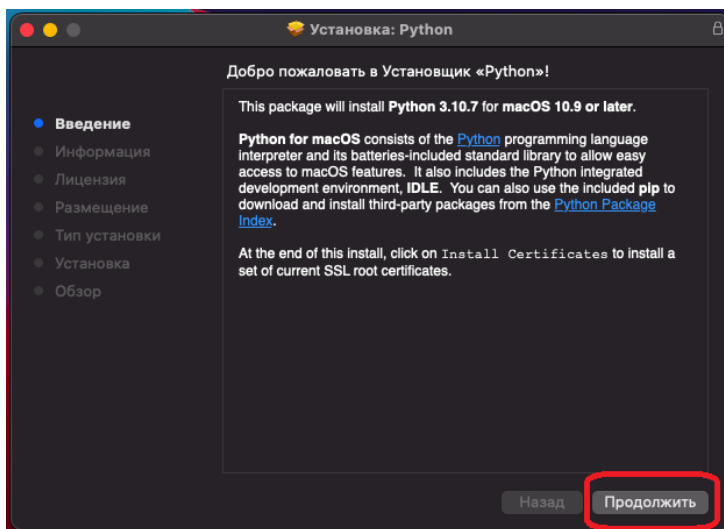 Установка: Python
Добро пожаловать в Установщик «Python»!
Введение
Информация
Лицензия
Размещение
Тип установки
Установка
Обзор
This package will install Python 3.10.7 for macOS 10.9 or later.
Python for macOS consists of the Python programming language
interpreter and its batteries-included standard library to allow easy
access to macOS features. It also includes the Python integrated
development environment, IDLE. You can also use the included pip to
download and install third-party packages from the Python Package
Index.
At the end of this install, click on Install Certificates to install a
set of current SSL root certificates.
Назад
Продолжить